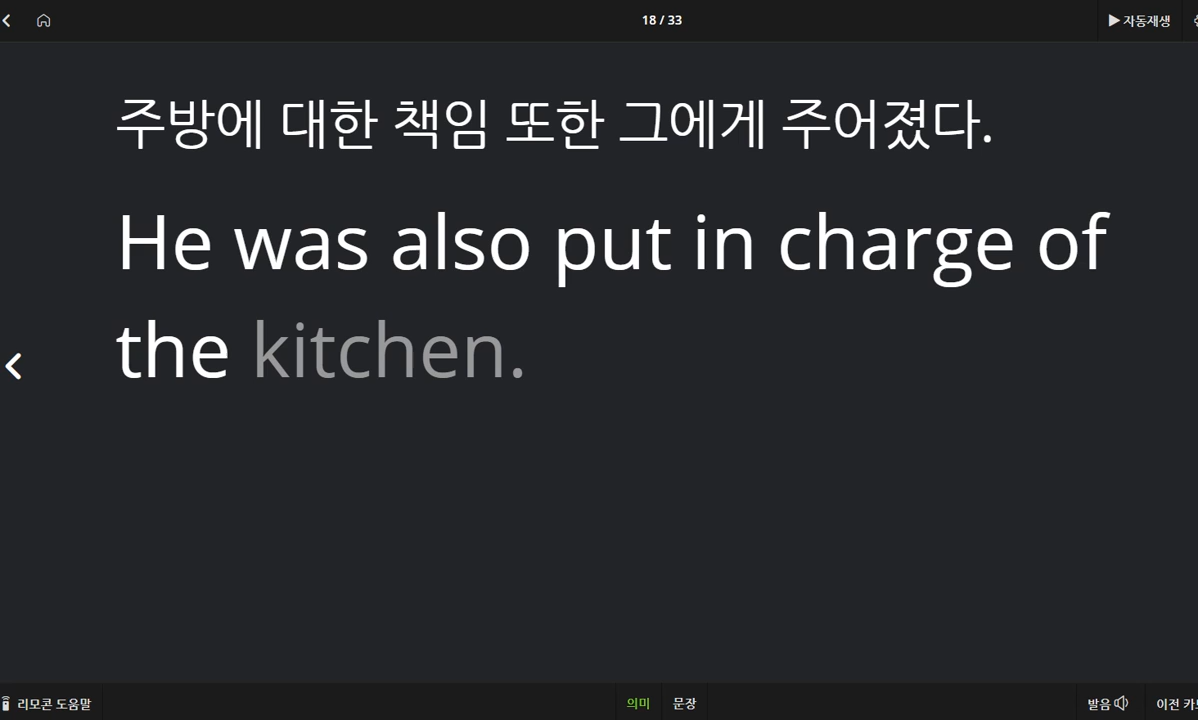 18 / 33
▶ 자동재생
주방에 대한 책임 또한 그에게 주어졌다.
He was also put in charge of
the kitchen.
리모콘 도움말
의미
문장
발음
이전